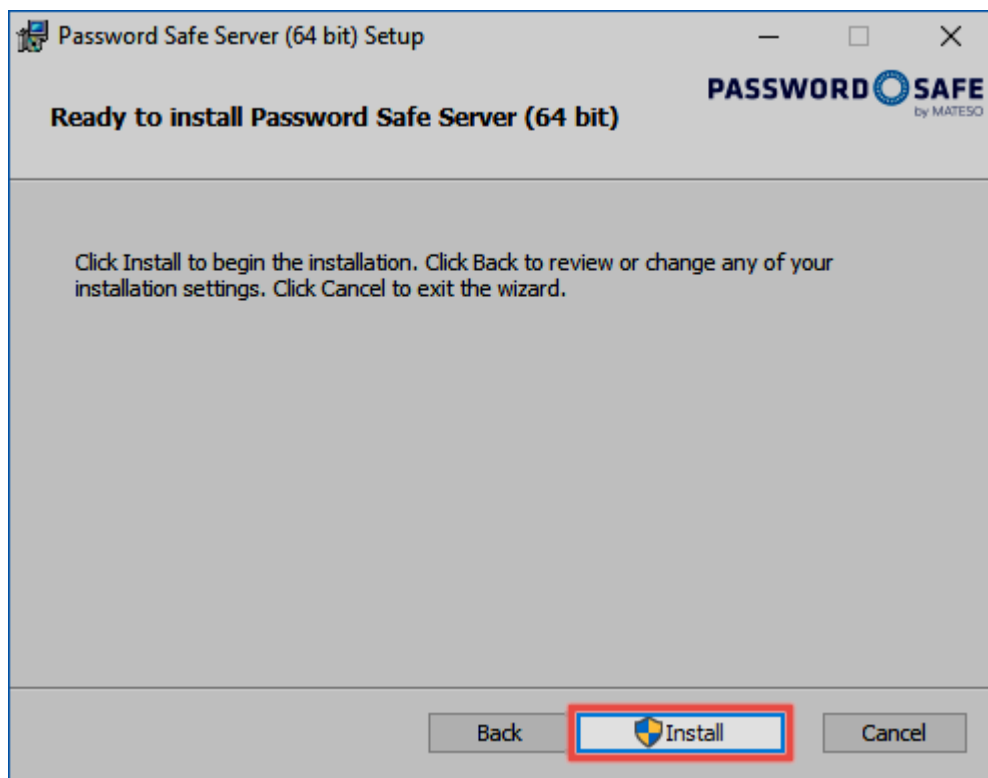 Password Safe Server (64 bit) Setup
PASSWORD SAFE
by MATESO
Ready to install Password Safe Server (64 bit)
Click Install to begin the installation. Click Back to review or change any of your
installation settings. Click Cancel to exit the wizard.
Back
Install
Cancel